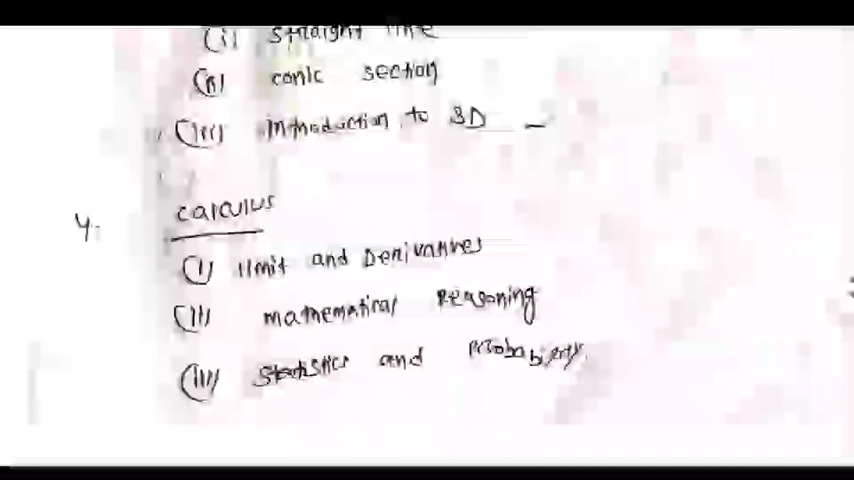 (i) straight line
(ii) conic section
(iii) introduction to 3D
4. calculus
(i) limit and Derivatives
(ii) mathematical Reasoning
(iii) Statistics and probability